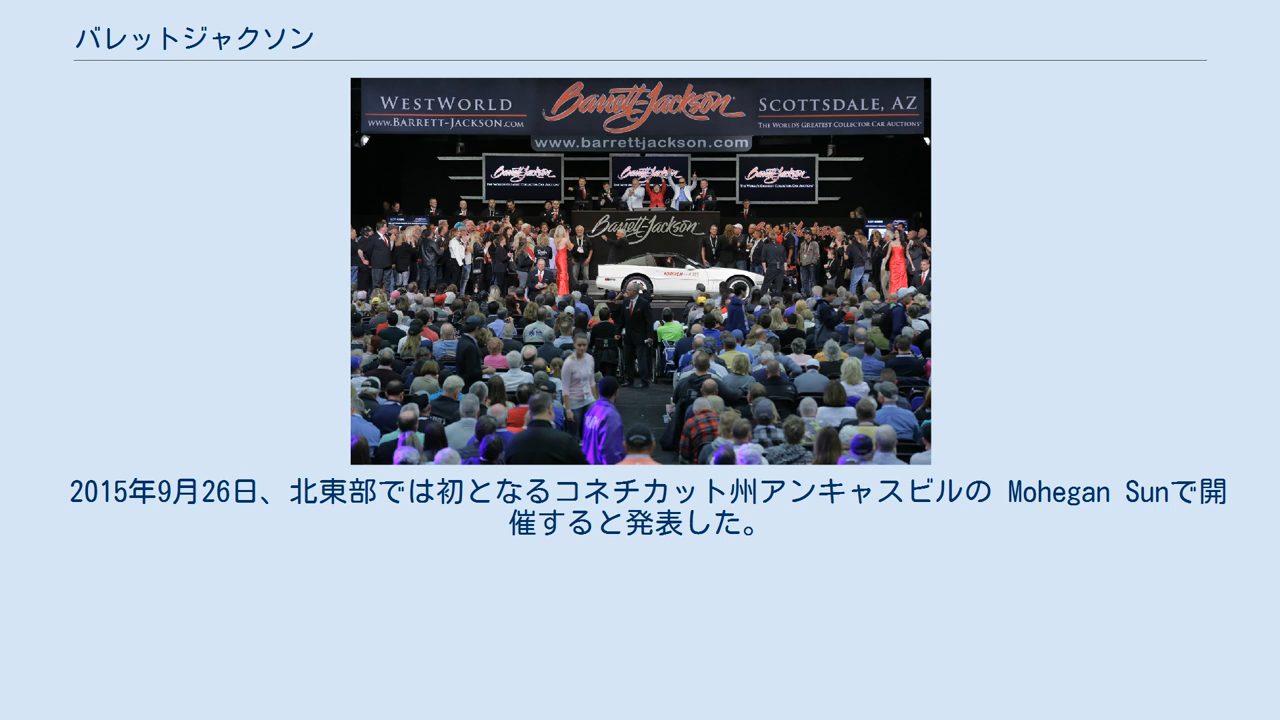 バレットジャクソン
WESTWORLD
WWW.BARRETT-JACKSON.COM
Barrett-Jackson
www.barrett-jackson.com
SCOTTSDALE, AZ
THE WORLD'S GREATEST COLLECTOR CAR AUCTIONS®
Barrett-Jackson
Barrett-Jackson
Barrett-Jackson
Barrett-Jackson
2015年9月26日、北東部では初となるコネチカット州アンキャスビルの Mohegan Sunで開
催すると発表した。